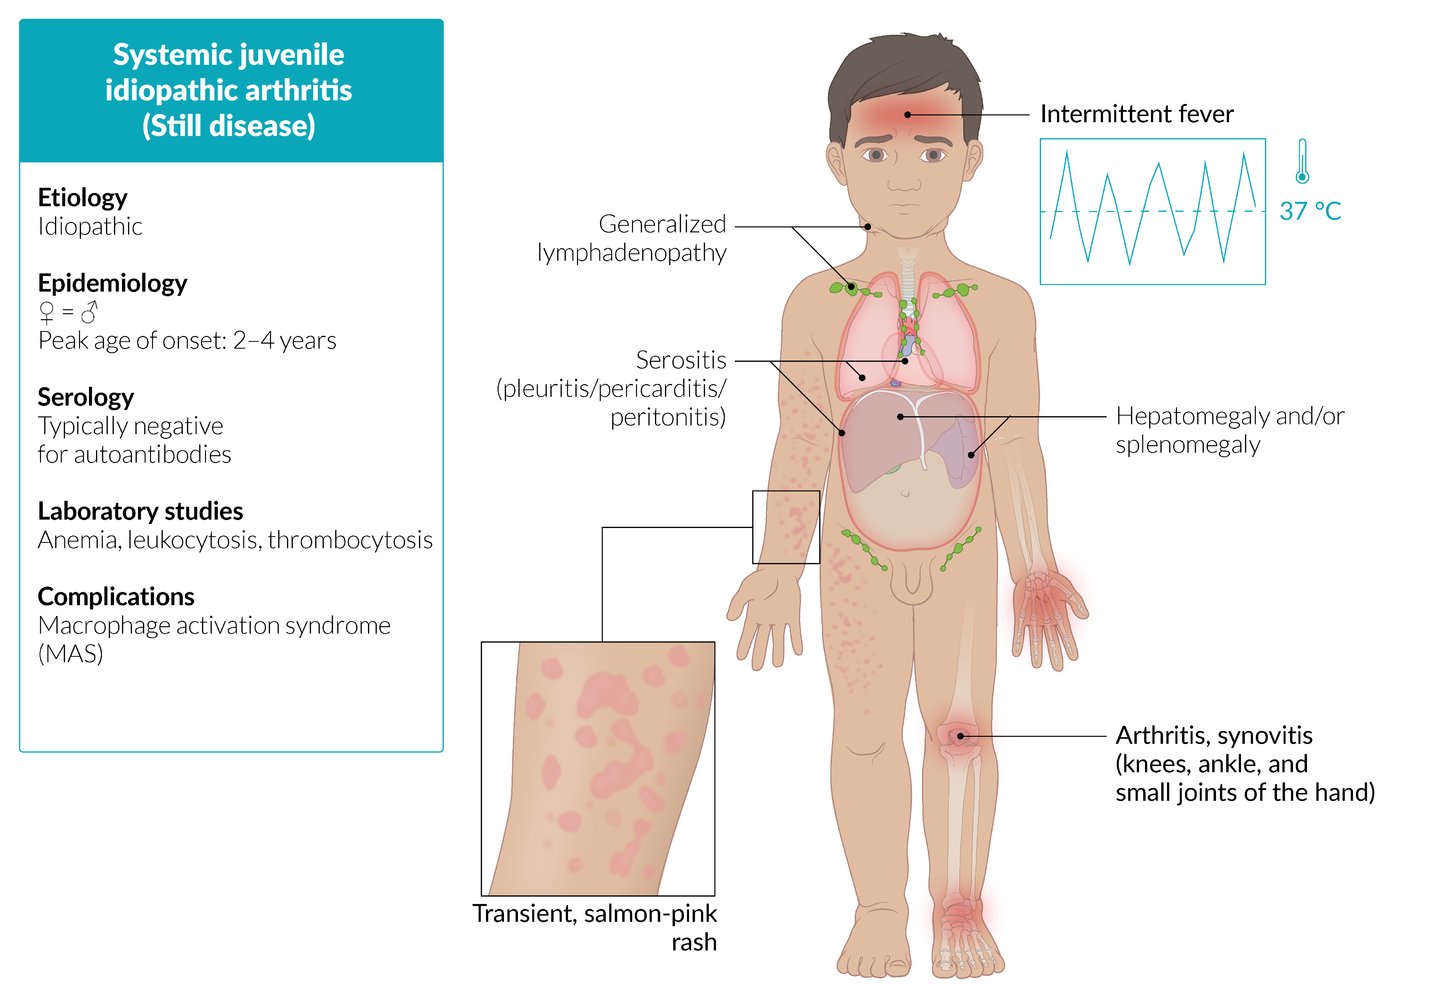 Systemic juvenile
idiopathic arthritis
(Still disease)
Etiology
Idiopathic
Epidemiology
♀ = ♂
Peak age of onset: 2–4 years
Serology
Typically negative
for autoantibodies
Laboratory studies
Anemia, leukocytosis, thrombocytosis
Complications
Macrophage activation syndrome
(MAS)
Intermittent fever
37 °C
Generalized
lymphadenopathy
Serositis
(pleuritis/pericarditis/
peritonitis)
Hepatomegaly and/or
splenomegaly
Arthritis, synovitis
(knees, ankle, and
small joints of the hand)
Transient, salmon-pink
rash